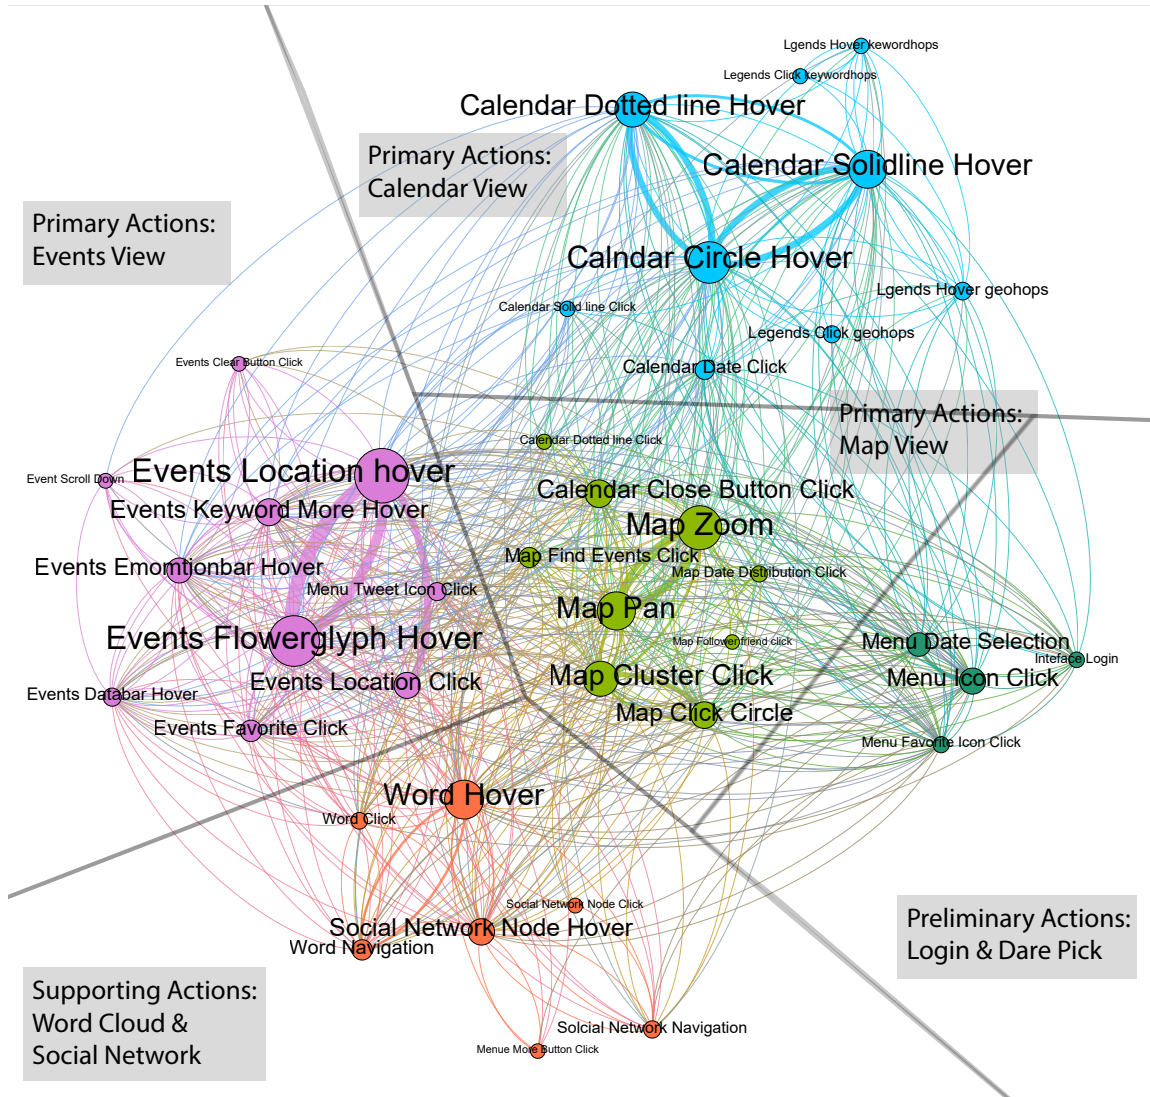 Lgends Hover kewordhops
Legends Click keywordhops
Calendar Dotted line Hover
Primary Actions:
Calendar View
Calendar Solidline Hover
Primary Actions:
Events View
Calndar Circle Hover
Lgends Hover geohops
Calendar Solid line Click
Legends Click geohops
Events Clear Button Click
Calendar Date Click
Primary Actions:
Map View
Calendar Dotted line Click
Events Location hover
Event Scroll Down
Calendar Close Button Click
Events Keyword More Hover
Map Zoom
Map Find Events Click
Events Emomtionbar Hover
Map Date Distribution Click
Menu Tweet Icon Click
Map Pan
Events Flowerglyph Hover
Map Followerfriend click
Menu Date Selection
Inteface Login
Map Cluster Click
Menu Icon Click
Events Location Click
Events Databar Hover
Map Click Circle
Events Favorite Click
Menu Favorite Icon Click
Word Hover
Word Click
Social Network Node Click
Social Network Node Hover
Word Navigation
Preliminary Actions:
Login & Dare Pick
Supporting Actions:
Word Cloud &
Social Network
Solcial Network Navigation
Menue More Button Click